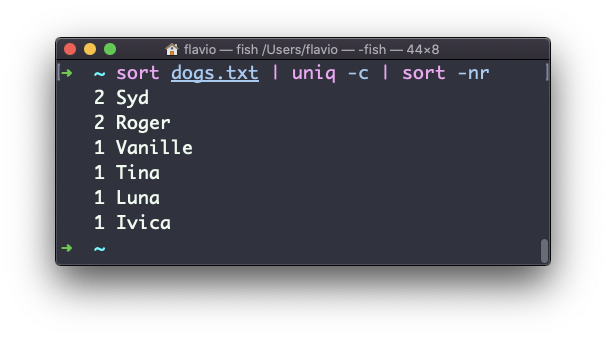 flavio — fish /Users/flavio — -fish — 44×8
➜ ~ sort dogs.txt | uniq -c | sort -nr
2 Syd
2 Roger
1 Vanille
1 Tina
1 Luna
1 Ivica
➜ ~